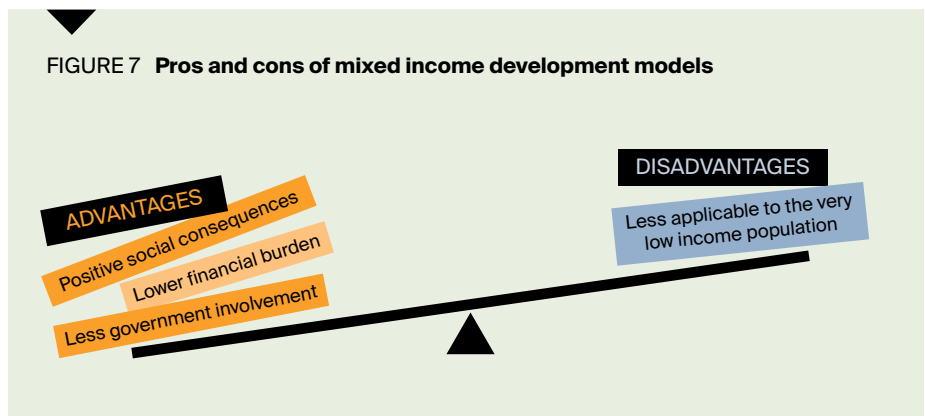 FIGURE 7 Pros and cons of mixed income development models
ADVANTAGES
Positive social consequences
Lower financial burden
Less government involvement
DISADVANTAGES
Less applicable to the very
low income population